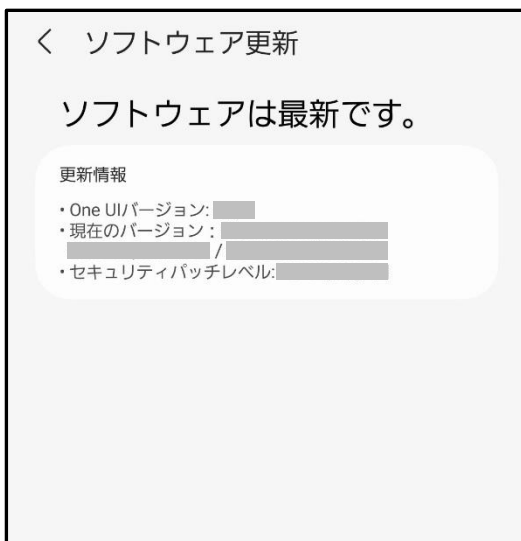 ソフトウェア更新
ソフトウェアは最新です。
更新情報
・One UIバージョン:
・現在のバージョン：
/
・セキュリティパッチレベル: